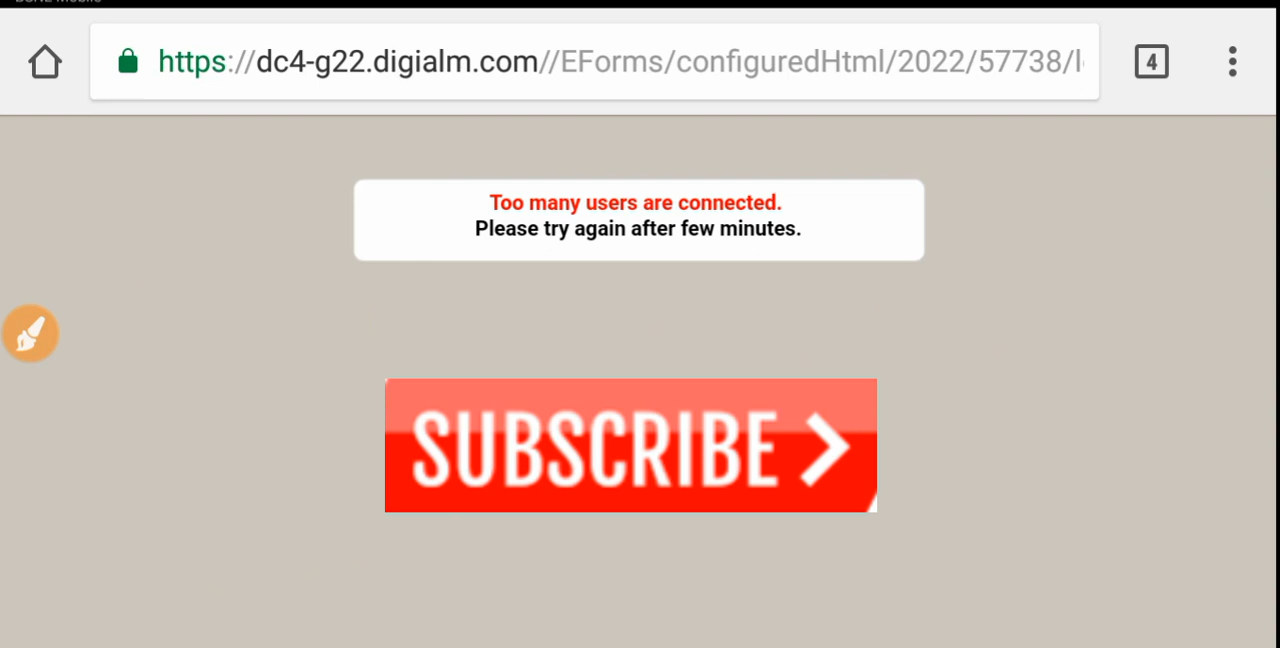 https://dc4-g22.digialm.com//EForms/configuredHtml/2022/57738/l
4
Too many users are connected.
Please try again after few minutes.
SUBSCRIBE